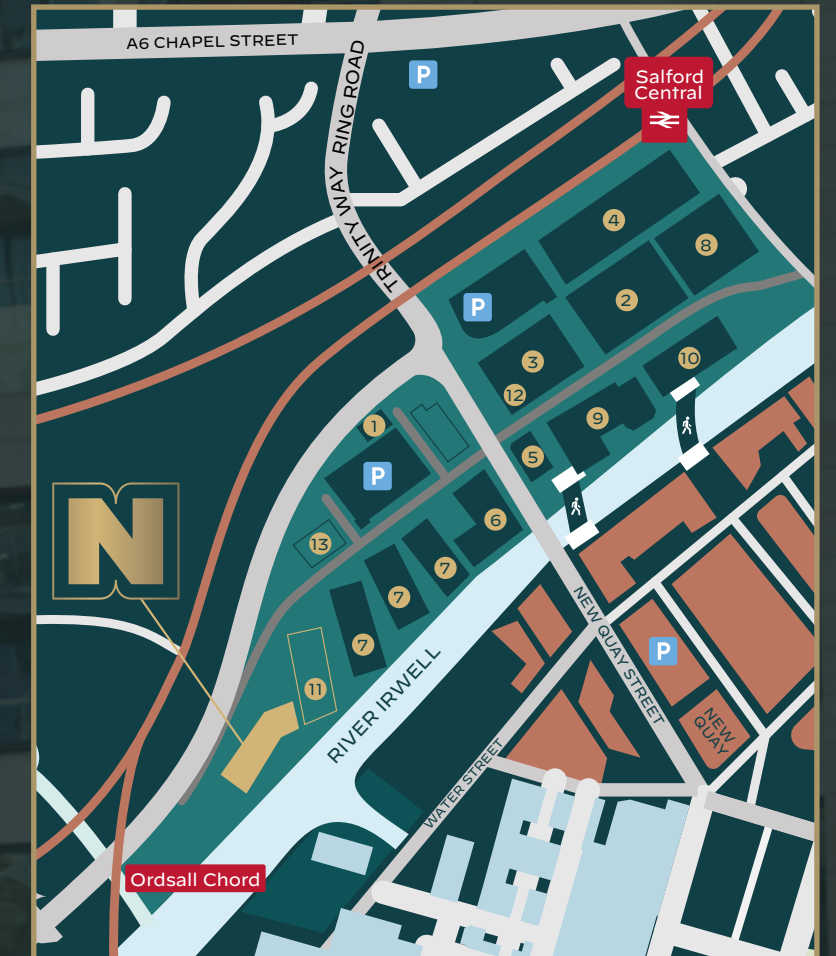 A6 CHAPEL STREET
P
Salford
Central
TRINITY WAY RING ROAD
4
8
P
2
3
10
12
9
1
5
P
6
13
7
7
7
N
11
NEW QUAY STREET
P
RIVER IRWELL
NEW
QUAY
WATER STREET
Ordsall Chord